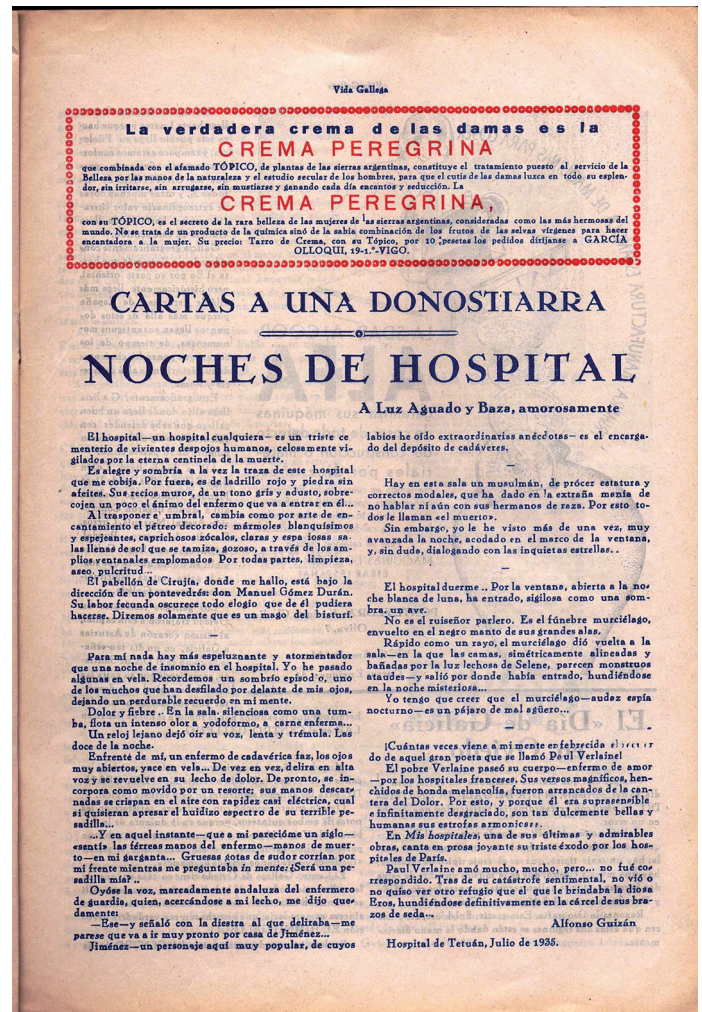 Vida Gallega
La verdadera crema de las damas es la
CREMA PEREGRINA
que combinada con el afamado TÓPICO, de plantas de las sierras argentinas, constituye el tratamiento puesto al servicio de la
Belleza por las manos de la naturaleza y el estudio secular de los hombres, para que el cutis de las damas luzca en todo su esplen-
dor, sin irritarse, sin arrugarse, sin mustiarse y ganando cada día encantos y seducción. La
CREMA PEREGRINA,
con su TÓPICO, es el secreto de la rara belleza de las mujeres de las sierras argentinas, consideradas como las más hermosas del
mundo. No se trata de un producto de la química sinó de la sabia combinación de los frutos de las selvas vírgenes para hacer
encantadora a la mujer. Su precio: Tarro de Crema, con su Tópico, por 10 pesetas los pedidos diríjanse a GARCÍA
OLLOQUI, 19-1.º-VIGO.
CARTAS A UNA DONOSTIARRA
NOCHES DE HOSPITAL
A Luz Aguado y Baza, amorosamente
El hospital—un hospital cualquiera— es un triste ce
menterio de vivientes despojos humanos, celosamente vi-
gilados por la eterna centinela de la muerte.
Es alegre y sombría a la vez la traza de este hospital
que me cobija. Por fuera, es de ladrillo rojo y piedra sin
afeites. Sus recios muros, de un tono gris y adusto, sobre-
cojen un poco el ánimo del enfermo que va a entrar en él...
Al trasponer e' umbral, cambia como por arte de en-
cantamiento el pétreo decorado: mármoles blanquísimos
y espejeantes, caprichosos zócalos, claras y espa iosas sa-
las llenas de sol que se tamiza, gozoso, a través de los am-
plios ventanales emplomados Por todas partes, limpieza,
aseo. pulcritud...
El pabellón de Cirujía, donde me hallo, está bajo la
dirección de un pontevedrés: don Manuel Gómez Durán.
Su labor fecunda oscurece todo elogio que de él pudiera
hacerse. Diremos solamente que es un mago del bisturí.
—
Para mí nada hay más espeluznante y atormentador
que una noche de insomnio en el hospital. Yo he pasado
algunas en vela. Recordemos un sombrío episod'o, uno
de los muchos que han desfilado por delante de mis ojos,
dejando un perdurable recuerdo en mi mente.
Dolor y fiebre.. En la sala, silenciosa como una tum-
ba, flota un intenso olor a yodoformo, a carne enferma...
Un reloj lejano dejó oir su voz, lenta y trémula. Las
doce de la noche.
Enfrente de mí, un enfermo de cadavérica faz, los ojos
muy abiertos, yace en vela... De vez en vez, delira en alta
voz y se revuelve en su lecho de dolor. De pronto, se in-
corpora como movido por un resorte; sus manos descar-
nadas se crispan en el aire con rapidez casi eléctrica, cual
si quisieran apresar el huidizo espectro de su terrible pe-
sadilla...
...Y en aquel instante—que a mi parecióme un siglo—
«sentí» las férreas manos del enfermo—manos de muer-
to—en mi garganta... Gruesas gotas de sudor corrían por
mi frente mientras me preguntaba in mente: ¿Será una pe-
sadilla mía?..
Oyóse la voz, marcadamente andaluza del enfermero
de guardia, quien, acercándose a mi lecho, me dijo que-
damente:
—Ese—y señaló con la diestra al que deliraba—me
parese que va a ir muy pronto por casa de Jiménez...
Jiménez—un personaje aquí muy popular, de cuyos
labios he oído extraordinarias anécdotas— es el encarga-
do del depósito de cadáveres.
—
Hay en esta sala un musulmán, de prócer estatura y
correctos modales, que ha dado en la extraña manía de
no hablar ni aún con sus hermanos de raza. Por esto to-
dos le llaman «el muerto».
Sin embargo, yo le he visto más de una vez, muy
avanzada la noche, acodado en el marco de la ventana,
y, sin duda, dialogando con las inquietas estrellas..
—
El hospital duerme.. Por la ventana, abierta a la no-
che blanca de luna, ha entrado, sigilosa como una som-
bra, un ave.
No es el ruiseñor parlero. Es el fúnebre murciélago,
envuelto en el negro manto de sus grandes alas.
Rápido como un rayo, el murciélago dió vuelta a la
sala—en la que las camas, simétricamente alineadas y
bañadas por la luz lechosa de Selene, parecen monstruos
ataudes—y salió por donde había entrado, hundiéndose
en la noche misteriosa...
Yo tengo que creer que el murciélago—audaz espía
nocturno—es un pájaro de mal agüero...
—
¡Cuántas veces viene a mi mente enfebrecida el recuer
do de aquel gran poeta que se llamó Paul Verlaine!
El pobre Verlaine paseó su cuerpo—enfermo de amor
—por los hospitales franceses. Sus versos magníficos, hen-
chidos de honda melancolía, fueron arrancados de la can-
tera del Dolor. Por esto, y porque él era suprasensible
e infinitamente desgraciado, son tan dulcemente bellas y
humanas sus estrofas armoniosas.
En Mis hospitales, una de sus últimas y admirables
obras, canta en prosa joyante su triste éxodo por los hos-
pitales de París.
Paul Verlaine amó mucho, mucho, pero... no fué co-
rrespondido. Tras de su catástrofe sentimental, no vió o
no quiso ver otro refugio que el que le brindaba la diosa
Eros, hundiéndose definitivamente en la cárcel de sus bra-
zos de seda...
Alfonso Guizán
Hospital de Tetuán, Julio de 1935.